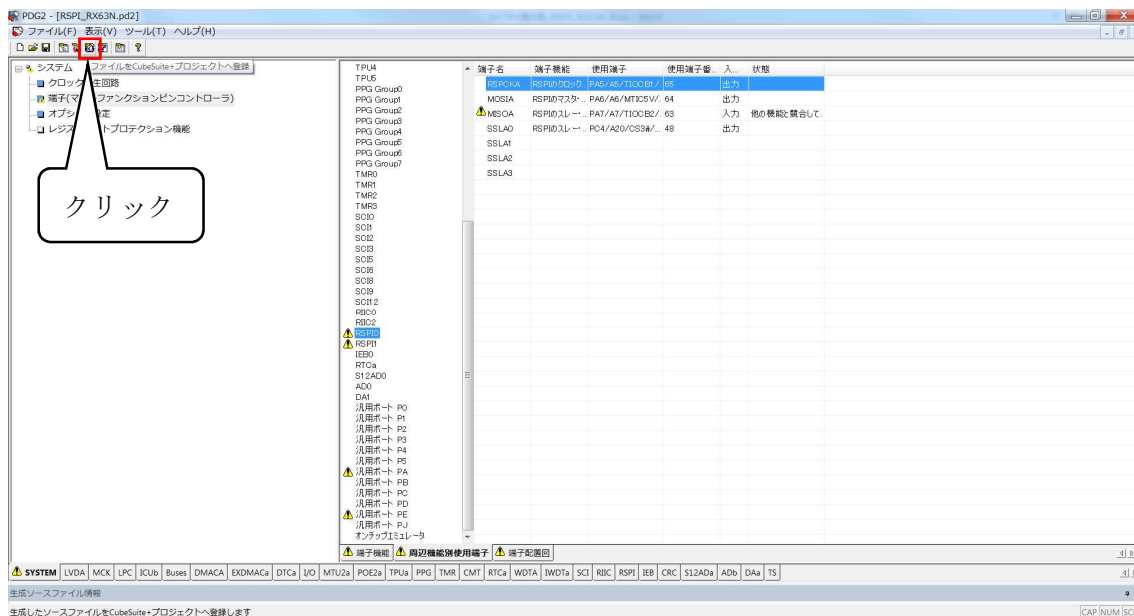 PDG2 - [RSPI_RX63N.pd2]
ファイル(F) 表示(V) ツール(T) ヘルプ(H)
ファイルをCubeSuite+プロジェクトへ登録
システム
クロック 生回路
端子(マ ファンクションピンコントローラ)
オプシ 定
レジス トプロテクション機能
クリック
TPU4
TPU5
PPG Group0
PPG Group1
PPG Group2
PPG Group3
PPG Group4
PPG Group5
PPG Group6
PPG Group7
TMR0
TMR1
TMR2
TMR3
SCI0
SCI1
SCI2
SCI3
SCI5
SCI6
SCI8
SCI9
SCI12
RIIC0
RIIC2
RSPI0
RSPI1
IEB0
RTCa
S12AD0
AD0
DA1
汎用ポート P0
汎用ポート P1
汎用ポート P2
汎用ポート P3
汎用ポート P4
汎用ポート P5
汎用ポート PA
汎用ポート PB
汎用ポート PC
汎用ポート PD
汎用ポート PE
汎用ポート PJ
オンチップエミュレータ
端子名 端子機能 使用端子 使用端子番... 入... 状態
RSPCKA RSPIのクロック... PA5/A5/TIOCB1/... 65 出力
MOSIA RSPIのマスタ・... PA6/A6/MTIC5V/... 64 出力
MISOA RSPIのスレー・... PA7/A7/TIOCB2/... 63 入力 他の機能と競合して...
SSLA0 RSPIのスレー・... PC4/A20/CS3#/... 48 出力
SSLA1
SSLA2
SSLA3
端子機能 周辺機能別使用端子 端子配置図
SYSTEM LVDA MCK LPC ICUb Buses DMACA EXDMACa DTCa I/O MTU2a POE2a TPUa PPG TMR CMT RTCa WDTA IWDTa SCI RIIC RSPI IEB CRC S12ADa ADb DAa TS
生成ソースファイル情報
生成したソースファイルをCubeSuite+プロジェクトへ登録します
CAP NUM SC